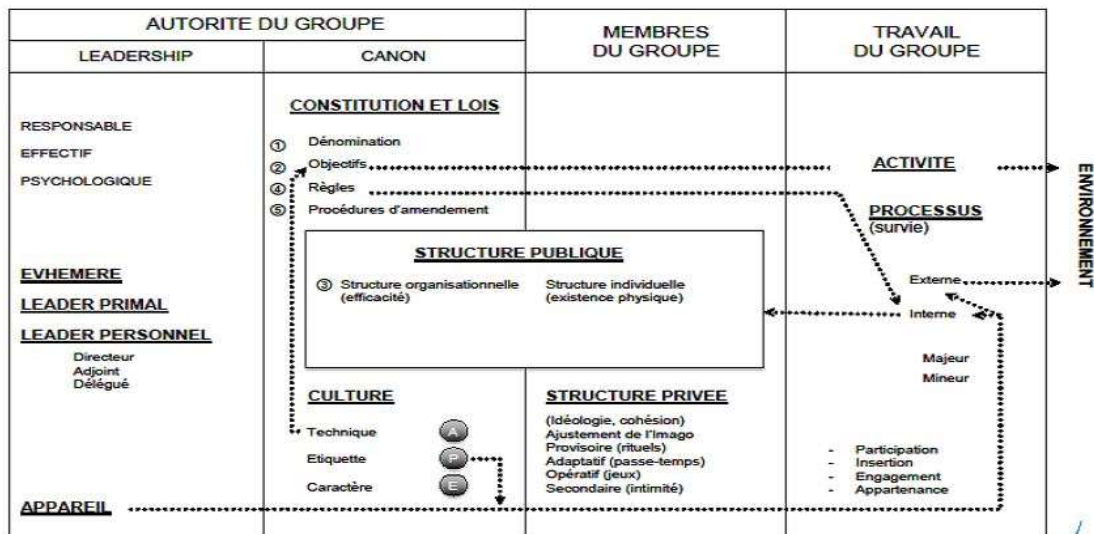 AUTORITE DU GROUPE
LEADERSHIP
CANON
MEMBRES
DU GROUPE
TRAVAIL
DU GROUPE
RESPONSABLE
EFFECTIF
PSYCHOLOGIQUE
EVHEMERE
LEADER PRIMAL
LEADER PERSONNEL
Directeur
Adjoint
Délégué
APPAREIL
CONSTITUTION ET LOIS
① Dénomination
② Objectifs
④ Règles
⑤ Procédures d'amendement
STRUCTURE PUBLIQUE
③ Structure organisationnelle
(efficacité)
Structure individuelle
(existence physique)
CULTURE
Technique A
Etiquette P
Caractère E
STRUCTURE PRIVEE
(Idéologie, cohésion)
Ajustement de l'Imago
Provisoire (rituels)
Adaptatif (passe-temps)
Opératif (jeux)
Secondaire (intimité)
ACTIVITE
PROCESSUS
(survie)
Externe
Interne
Majeur
Mineur
- Participation
- Insertion
- Engagement
- Appartenance
ENVIRONNEMENT